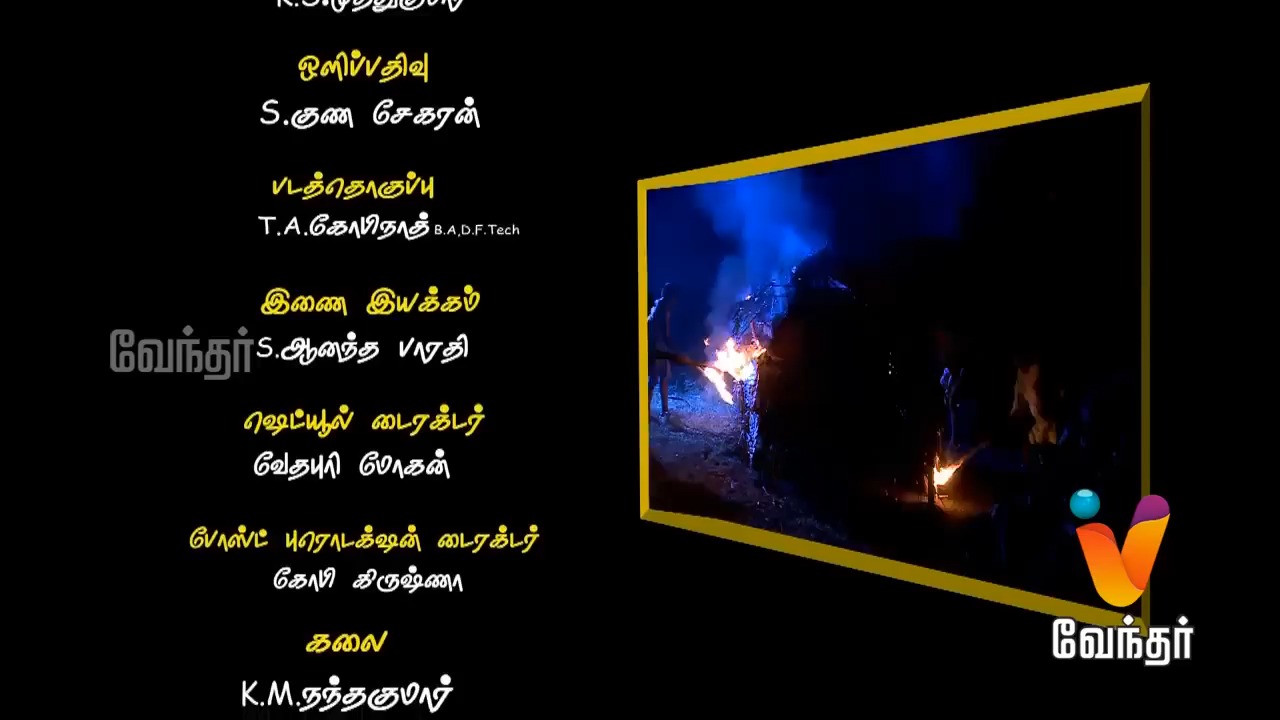 K.S.முத்துகுமார்
ஒளிப்பதிவு
S.குண சேகரன்
படத்தொகுப்பு
T.A.கோபிநாத் B.A,D.F.Tech
இணை இயக்கம்
வேந்தர்
S.ஆனந்த பாரதி
ஷெட்யூல் டைரக்டர்
வேதபுரி மோகன்
போஸ்ட் புரொடக்ஷன் டைரக்டர்
கோபி கிருஷ்ணா
கலை
K.M.நந்தகுமார்
வேந்தர்